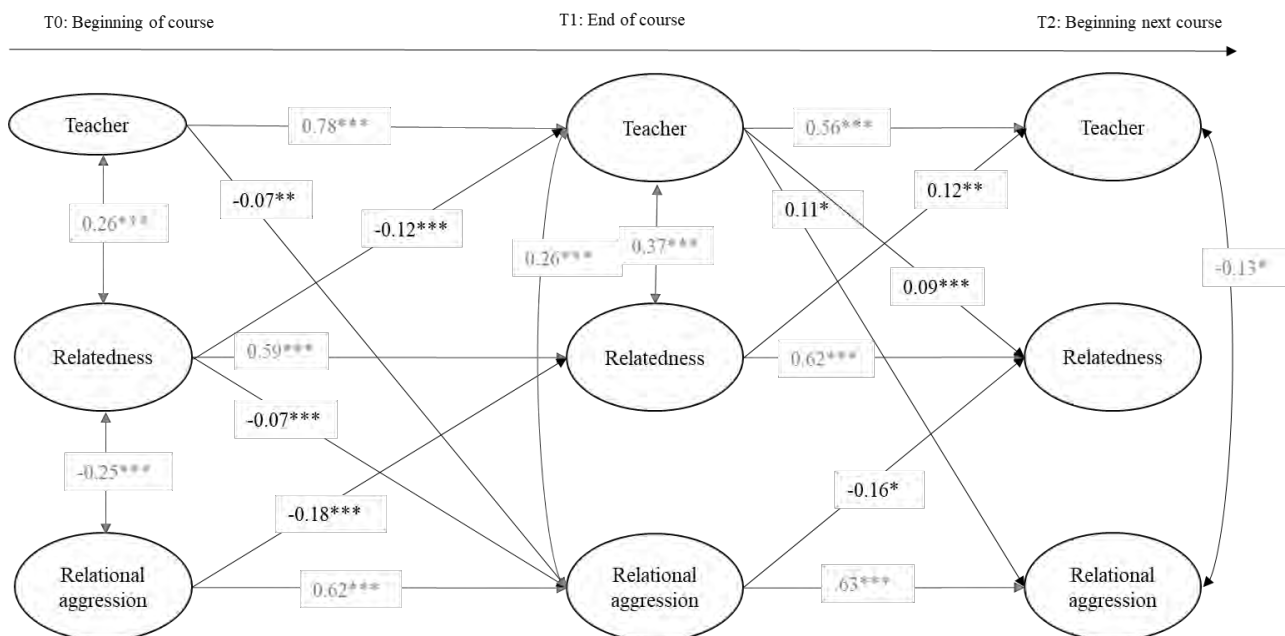 T0: Beginning of course
T1: End of course
T2: Beginning next course
Teacher
0.78***
Teacher
0.56***
Teacher
-0.07**
0.11*
0.12**
0.26***
-0.12***
0.26***
0.37***
-0.13*
0.09***
Relatedness
0.59***
Relatedness
0.62***
Relatedness
-0.07***
-0.25***
-0.18***
-0.16*
Relational
aggression
0.62***
Relational
aggression
.63***
Relational
aggression